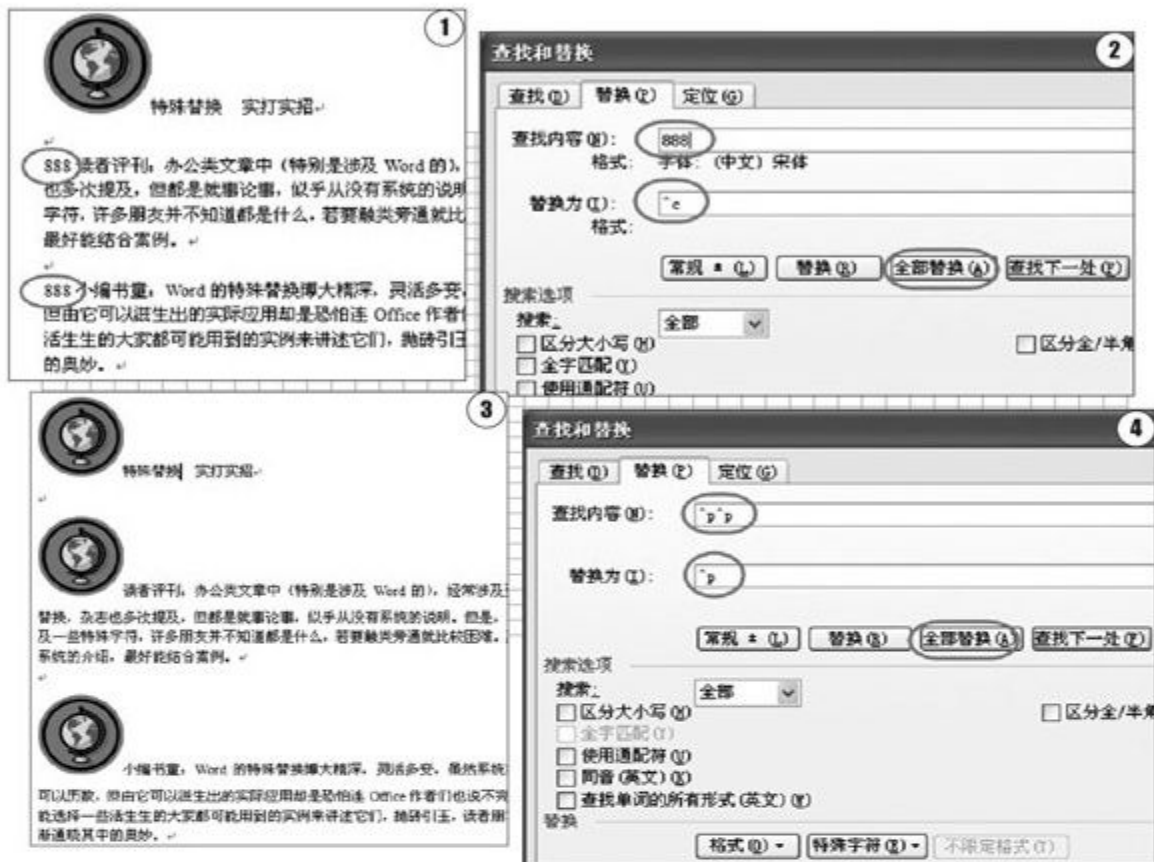 1
特殊替换 实打实招
888读者评刊：办公类文章中（特别是涉及 Word 的），
也多次提及，但都是就事论事，似乎从没有系统的说明
字符，许多朋友并不知道都是什么，若要触类旁通就比
最好能结合案例。
888小编书童：Word 的特殊替换博大精深，灵活多变，
但由它可以派生出的实际应用却是恐怕连 Office 作者们
活生生的大家都可能用到的实例来讲述它们，抛砖引玉
的奥妙。
2
查找和替换
查找(D) 替换(P) 定位(G)
查找内容(N): 888
格式: 字体: (中文) 宋体
替换为(I): ^c
格式:
常规 ± (L) 替换(R) 全部替换(A) 查找下一处(F)
搜索选项
搜索: 全部
区分大小写(H) 区分全/半角
全字匹配(Y)
使用通配符(U)
3
特殊替换 实打实招
读者评刊：办公类文章中（特别是涉及 Word 的），经常涉及
替换，杂志也多次提及，但都是就事论事，似乎从没有系统的说明。但是，
及一些特殊字符，许多朋友并不知道都是什么，若要触类旁通就比较困难。
系统的介绍，最好能结合案例。
小编书童：Word 的特殊替换博大精深，灵活多变，虽然系统
可以历数，但由它可以派生出的实际应用却是恐怕连 Office 作者们也说不完
能选择一些活生生的大家都可能用到的实例来讲述它们，抛砖引玉，读者朋
渐通晓其中的奥妙。
4
查找和替换
查找(D) 替换(P) 定位(G)
查找内容(N): ^p^p
替换为(I): ^p
常规 ± (L) 替换(R) 全部替换(A) 查找下一处(F)
搜索选项
搜索: 全部
区分大小写(H) 区分全/半角
全字匹配(Y)
使用通配符(U)
同音(英文)(K)
查找单词的所有形式(英文)(W)
替换
格式(O) 特殊字符(E) 不限定格式(T)